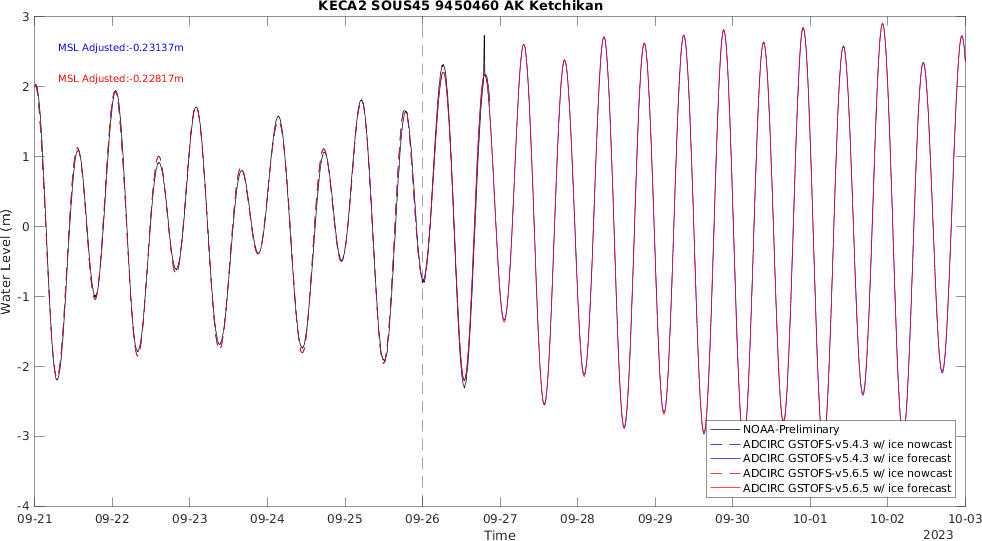 KECA2 SOUS45 9450460 AK Ketchikan
MSL Adjusted:-0.23137m
MSL Adjusted:-0.22817m
Water Level (m)
3
2
1
0
-1
-2
-3
-4
NOAA-Preliminary
ADCIRC GSTOFS-v5.4.3 w/ ice nowcast
ADCIRC GSTOFS-v5.4.3 w/ ice forecast
ADCIRC GSTOFS-v5.6.5 w/ ice nowcast
ADCIRC GSTOFS-v5.6.5 w/ ice forecast
09-21 09-22 09-23 09-24 09-25 09-26 09-27 09-28 09-29 09-30 10-01 10-02 10-03
Time
2023